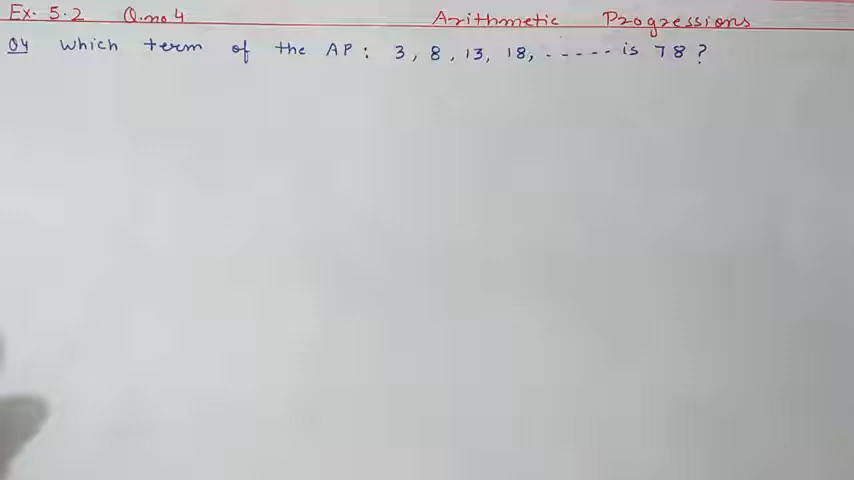 Ex. 5.2 Q.no 4 Arithmetic Progressions
Q4 Which term of the AP : 3, 8, 13, 18, ----- is 78 ?